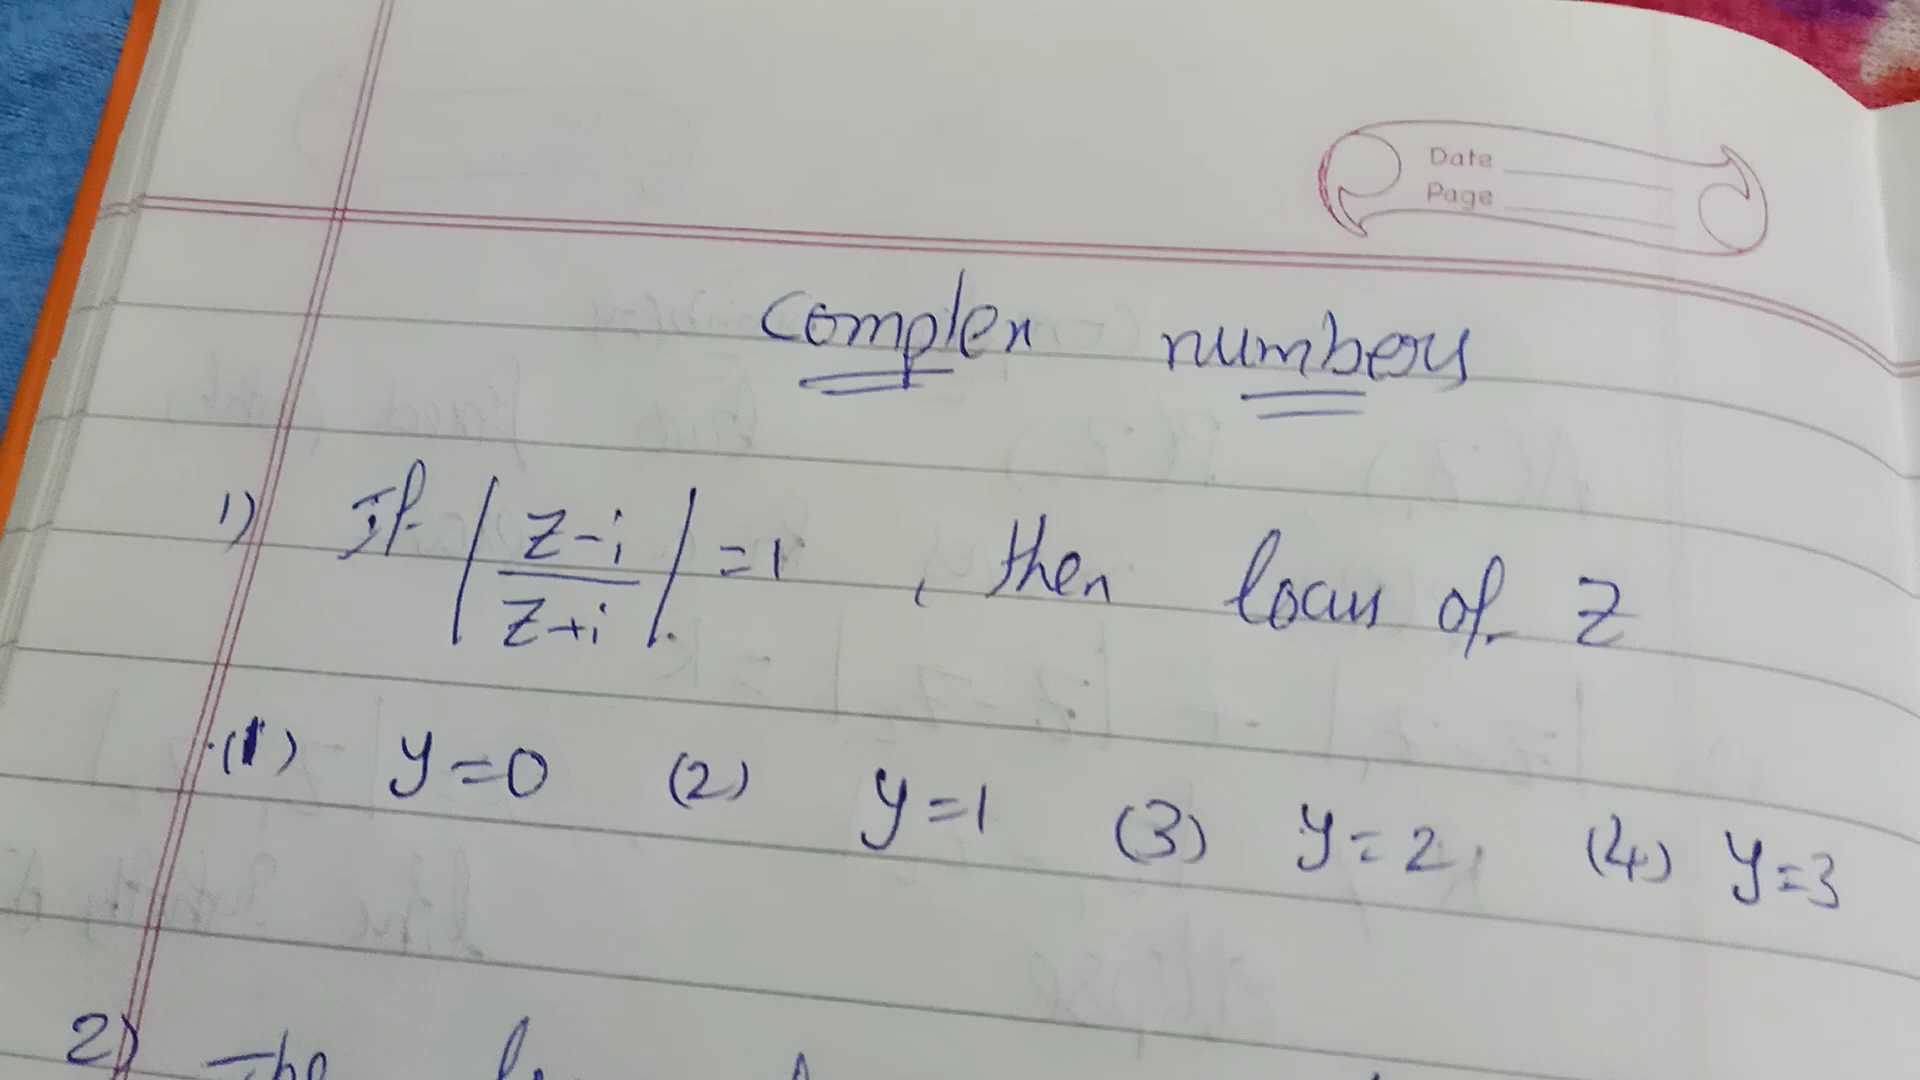 Date
Page
Complex numbers
1) If |z-i/z+i| = 1, then locus of z
(1) y=0 (2) y=1 (3) y=2, (4) y=3
2) The